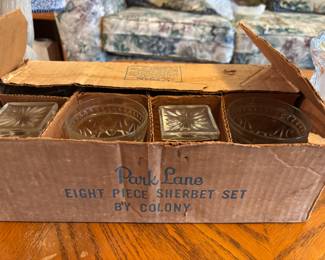 Park Lane
EIGHT PIECE SHERBET SET
BY COLONY